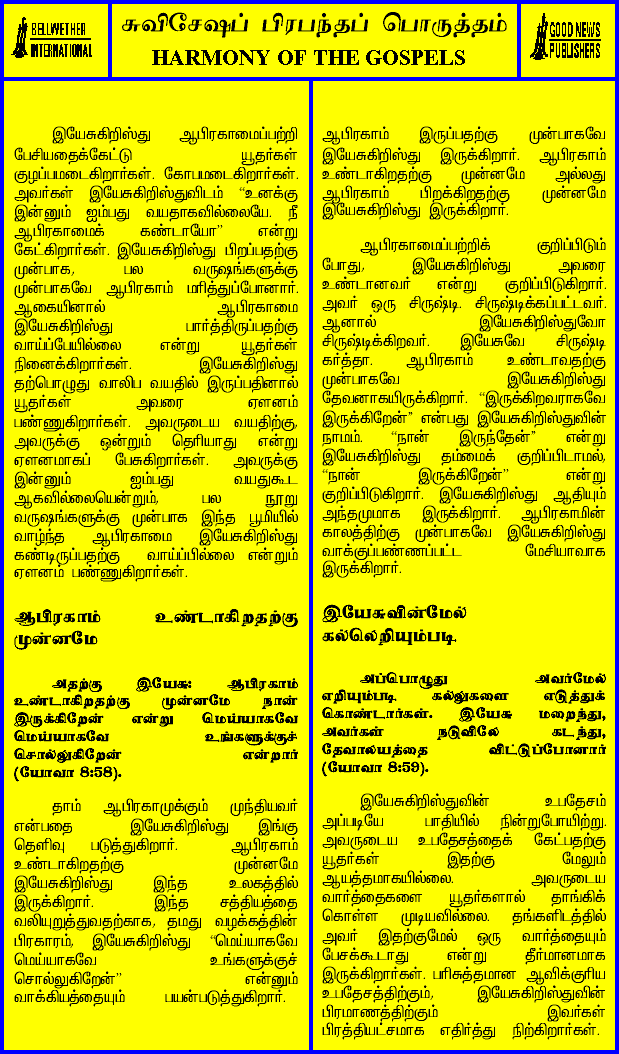 BELLWETHER
INTERNATIONAL
சுவிசேஷப் பிரபந்தப் பொருத்தம்
HARMONY OF THE GOSPELS
GOOD NEWS
PUBLISHERS
இயேசுகிறிஸ்து ஆபிரகாமைப்பற்றி
பேசியதைக்கேட்டு யூதர்கள்
குழப்பமடைகிறார்கள். கோபமடைகிறார்கள்.
அவர்கள் இயேசுகிறிஸ்துவிடம் “உனக்கு
இன்னும் ஐம்பது வயதாகவில்லையே. நீ
ஆபிரகாமைக் கண்டாயோ” என்று
கேட்கிறார்கள். இயேசுகிறிஸ்து பிறப்பதற்கு
முன்பாக, பல வருஷங்களுக்கு
முன்பாகவே ஆபிரகாம் மரித்துப்போனார்.
ஆகையினால் ஆபிரகாமை
இயேசுகிறிஸ்து பார்த்திருப்பதற்கு
வாய்ப்பேயில்லை என்று யூதர்கள்
நினைக்கிறார்கள். இயேசுகிறிஸ்து
தற்பொழுது வாலிப வயதில் இருப்பதினால்
யூதர்கள் அவரை ஏளனம்
பண்ணுகிறார்கள். அவருடைய வயதிற்கு,
அவருக்கு ஒன்றும் தெரியாது என்று
ஏளனமாகப் பேசுகிறார்கள். அவருக்கு
இன்னும் ஐம்பது வயதுகூட
ஆகவில்லையென்றும், பல நூறு
வருஷங்களுக்கு முன்பாக இந்த பூமியில்
வாழ்ந்த ஆபிரகாமை இயேசுகிறிஸ்து
கண்டிருப்பதற்கு வாய்ப்பில்லை என்றும்
ஏளனம் பண்ணுகிறார்கள்.
ஆபிரகாம் உண்டாகிறதற்கு
முன்னமே
அதற்கு இயேசு: ஆபிரகாம்
உண்டாகிறதற்கு முன்னமே நான்
இருக்கிறேன் என்று மெய்யாகவே
மெய்யாகவே உங்களுக்குச்
சொல்லுகிறேன் என்றார்
(யோவா 8:58).
தாம் ஆபிரகாமுக்கும் முந்தியவர்
என்பதை இயேசுகிறிஸ்து இங்கு
தெளிவு படுத்துகிறார். ஆபிரகாம்
உண்டாகிறதற்கு முன்னமே
இயேசுகிறிஸ்து இந்த உலகத்தில்
இருக்கிறார். இந்த சத்தியத்தை
வலியுறுத்துவதற்காக, தமது வழக்கத்தின்
பிரகாரம், இயேசுகிறிஸ்து “மெய்யாகவே
மெய்யாகவே உங்களுக்குச்
சொல்லுகிறேன்” என்னும்
வாக்கியத்தையும் பயன்படுத்துகிறார்.
ஆபிரகாம் இருப்பதற்கு முன்பாகவே
இயேசுகிறிஸ்து இருக்கிறார். ஆபிரகாம்
உண்டாகிறதற்கு முன்னமே அல்லது
ஆபிரகாம் பிறக்கிறதற்கு முன்னமே
இயேசுகிறிஸ்து இருக்கிறார்.
ஆபிரகாமைப்பற்றிக் குறிப்பிடும்
போது, இயேசுகிறிஸ்து அவரை
உண்டானவர் என்று குறிப்பிடுகிறார்.
அவர் ஒரு சிருஷ்டி. சிருஷ்டிக்கப்பட்டவர்.
ஆனால் இயேசுகிறிஸ்துவோ
சிருஷ்டிக்கிறவர். இயேசுவே சிருஷ்டி
கர்த்தா. ஆபிரகாம் உண்டாவதற்கு
முன்பாகவே இயேசுகிறிஸ்து
தேவனாகயிருக்கிறார். “இருக்கிறவராகவே
இருக்கிறேன்” என்பது இயேசுகிறிஸ்துவின்
நாமம். “நான் இருந்தேன்” என்று
இயேசுகிறிஸ்து தம்மைக் குறிப்பிடாமல்,
“நான் இருக்கிறேன்” என்று
குறிப்பிடுகிறார். இயேசுகிறிஸ்து ஆதியும்
அந்தமுமாக இருக்கிறார். ஆபிரகாமின்
காலத்திற்கு முன்பாகவே இயேசுகிறிஸ்து
வாக்குப்பண்ணப்பட்ட மேசியாவாக
இருக்கிறார்.
இயேசுவின்மேல்
கல்லெறியும்படி
அப்பொழுது அவர்மேல்
எறியும்படி கல்லுகளை எடுத்துக்
கொண்டார்கள். இயேசு மறைந்து,
அவர்கள் நடுவிலே கடந்து,
தேவாலயத்தை விட்டுப்போனார்
(யோவா 8:59).
இயேசுகிறிஸ்துவின் உபதேசம்
அப்படியே பாதியில் நின்றுபோயிற்று.
அவருடைய உபதேசத்தைக் கேட்பதற்கு
யூதர்கள் இதற்கு மேலும்
ஆயத்தமாகயில்லை. அவருடைய
வார்த்தைகளை யூதர்களால் தாங்கிக்
கொள்ள முடியவில்லை. தங்களிடத்தில்
அவர் இதற்குமேல் ஒரு வார்த்தையும்
பேசக்கூடாது என்று தீர்மானமாக
இருக்கிறார்கள். பரிசுத்தமான ஆவிக்குரிய
உபதேசத்திற்கும், இயேசுகிறிஸ்துவின்
பிரமாணத்திற்கும் இவர்கள்
பிரத்தியட்சமாக எதிர்த்து நிற்கிறார்கள்.